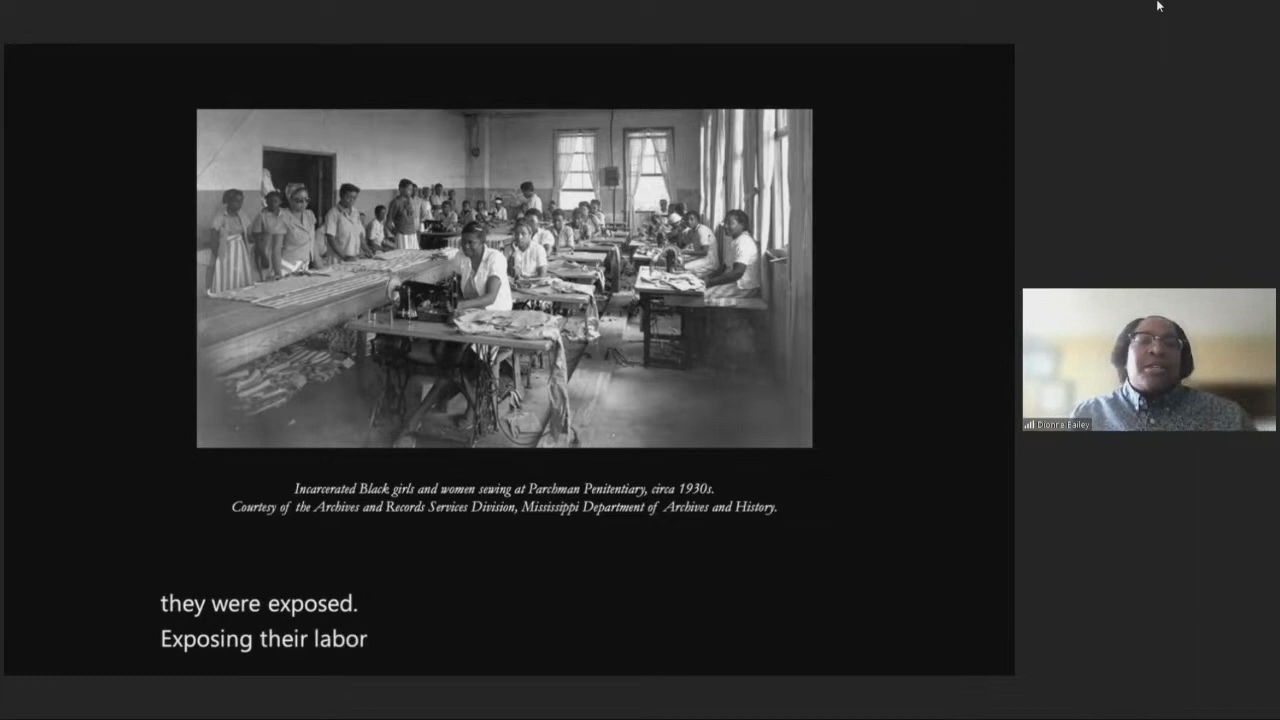 Incarcerated Black girls and women sewing at Parchman Penitentiary, circa 1930s.
Courtesy of the Archives and Records Services Division, Mississippi Department of Archives and History.
Dionne Bailey
they were exposed.
Exposing their labor